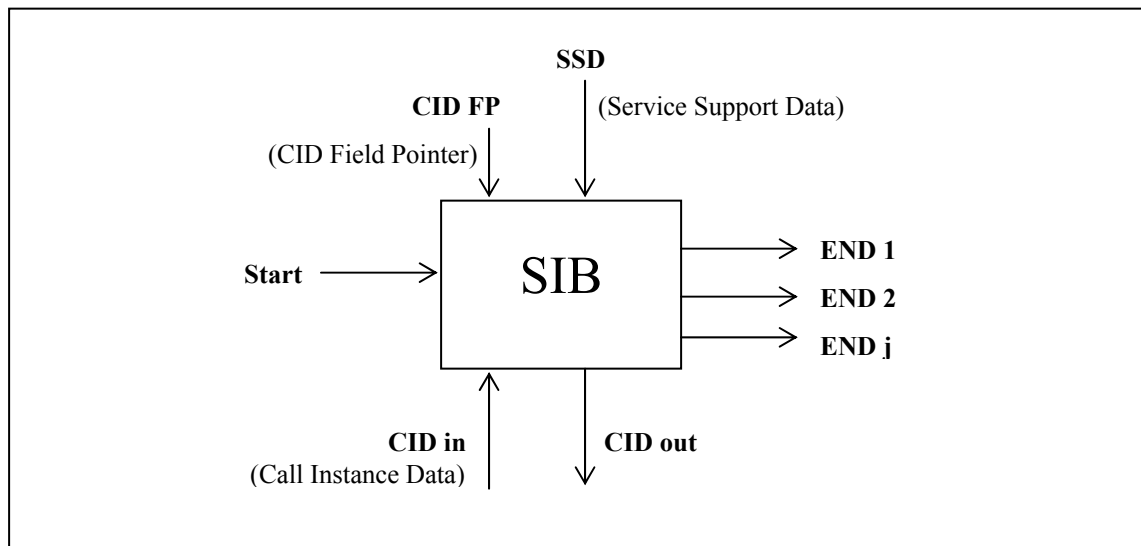 SSD
CID FP
(Service Support Data)
(CID Field Pointer)
Start
SIB
END 1
END 2
END j
CID in
CID out
(Call Instance Data)